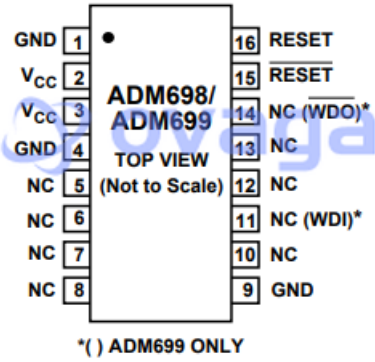 GND 1 16 RESET
VCC 2 15 RESET
VCC 3 ADM698/ 14 NC (WDO)*
ADM699
GND 4 TOP VIEW 13 NC
NC 5 (Not to Scale) 12 NC
NC 6 11 NC (WDI)*
NC 7 10 NC
NC 8 9 GND
*( ) ADM699 ONLY
ovaga